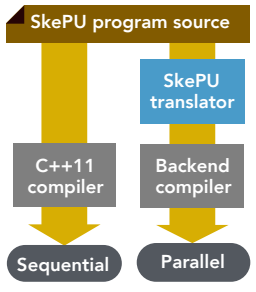 SkePU program source
SkePU
translator
C++11
compiler
Backend
compiler
Sequential
Parallel